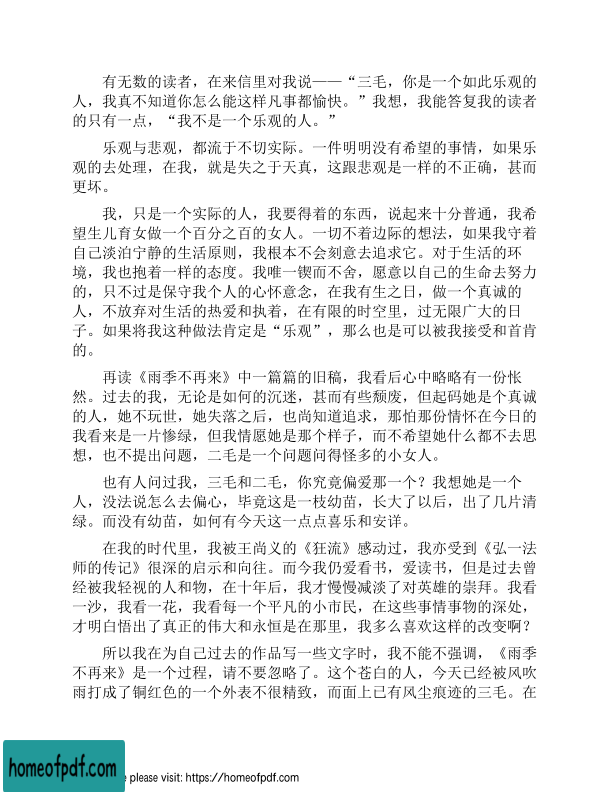 有无数的读者，在来信里对我说——“三毛，你是一个如此乐观的
人，我真不知道你怎么能这样凡事都愉快。”我想，我能答复我的读者
的只有一点，“我不是一个乐观的人。”
乐观与悲观，都流于不切实际。一件明明没有希望的事情，如果乐
观的去处理，在我，就是失之于天真，这跟悲观是一样的不正确，甚而
更坏。
我，只是一个实际的人，我要得着的东西，说起来十分普通，我希
望生儿育女做一个百分之百的女人。一切不着边际的想法，如果我守着
自己淡泊宁静的生活原则，我根本不会刻意去追求它。对于生活的环
境，我也抱着一样的态度。我唯一锲而不舍，愿意以自己的生命去努力
的，只不过是保守我个人的心怀意念，在我有生之日，做一个真诚的
人，不放弃对生活的热爱和执着，在有限的时空里，过无限广大的日
子。如果将我这种做法肯定是“乐观”，那么也是可以被我接受和首肯
的。
再读《雨季不再来》中一篇篇的旧稿，我看后心中略略有一份怅
然。过去的我，无论是如何的沉迷，甚而有些颓废，但起码她是个真诚
的人，她不玩世，她失落之后，也尚知道追求，那怕那份情怀在今日的
我看来是一片惨绿，但我情愿她是那个样子，而不希望她什么都不去思
想，也不提出问题，二毛是一个问题问得怪多的小女人。
也有人问过我，三毛和二毛，你究竟偏爱那一个？我想她是一个
人，没法说怎么去偏心，毕竟这是一枝幼苗，长大了以后，出了几片清
绿。而没有幼苗，如何有今天这一点点喜乐和安详。
在我的时代里，我被王尚义的《狂流》感动过，我亦受到《弘一法
师的传记》很深的启示和向往。而今我仍爱看书，爱读书，但是过去曾
经被我轻视的人和物，在十年后，我才慢慢减淡了对英雄的崇拜。我看
一沙，我看一花，我看每一个平凡的小市民，在这些事情事物的深处，
才明白悟出了真正的伟大和永恒是在那里，我多么喜欢这样的改变啊？
所以我在为自己过去的作品写一些文字时，我不能不强调，《雨季
不再来》是一个过程，请不要忽略了。这个苍白的人，今天已经被风吹
雨打成了铜红色的一个外表不很精致，而面上已有风尘痕迹的三毛。在
homeofpdf.com
please visit: https://homeofpdf.com